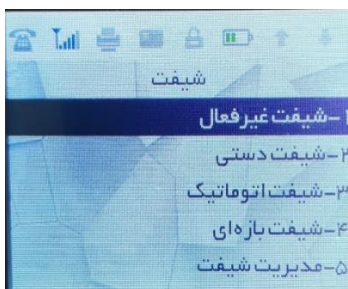 شیفت
۱-شیفت غیرفعال
۲-شیفت دستی
۳-شیفت اتوماتیک
۴-شیفت بازه‌ای
۵-مدیریت شیفت